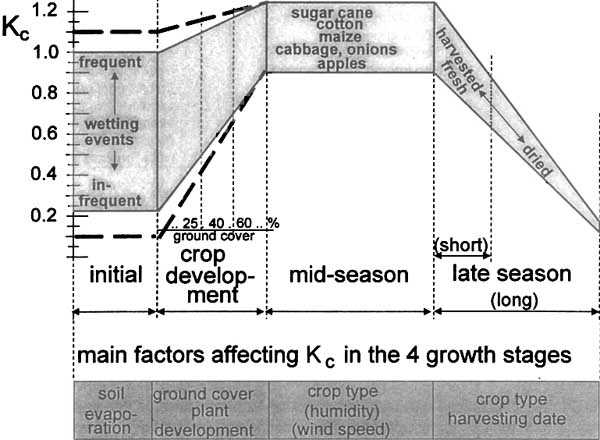 Kc
1.2
1.0
0.8
0.6
0.4
0.2
frequent
wetting
events
in-
frequent
sugar cane
cotton
maize
cabbage, onions
apples
harvested
fresh
dried
.. 25 . 40 .. 60 ... %
ground cover
initial
crop
develop-
ment
mid-season
(short)
late season
(long)
main factors affecting Kc in the 4 growth stages
soil
evapo-
ration
ground cover
plant
development
crop type
(humidity)
(wind speed)
crop type
harvesting date